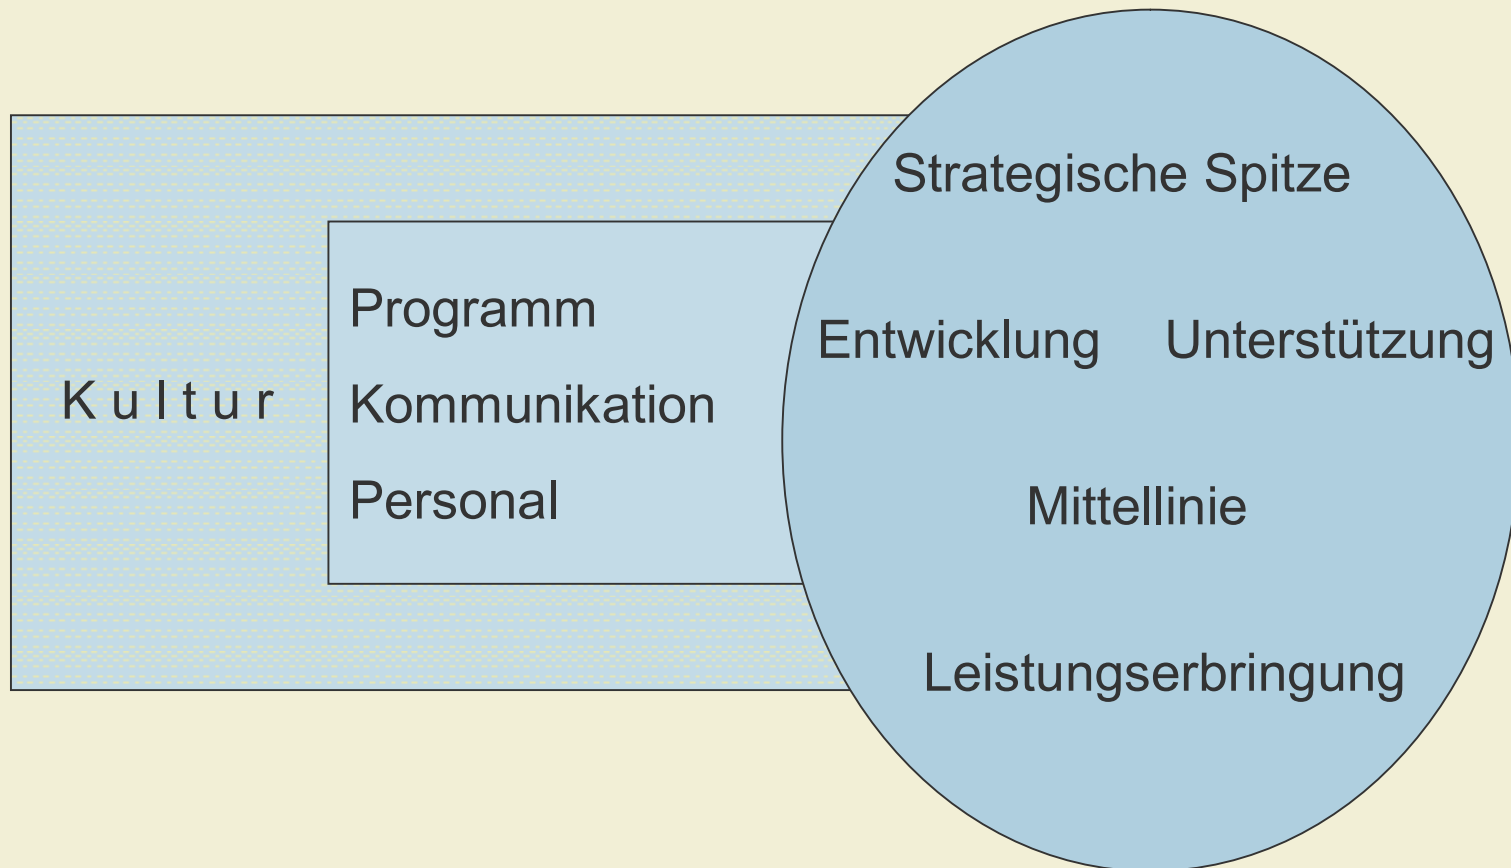 Kultur
Programm
Kommunikation
Personal
Strategische Spitze
Entwicklung Unterstützung
Mittellinie
Leistungserbringung